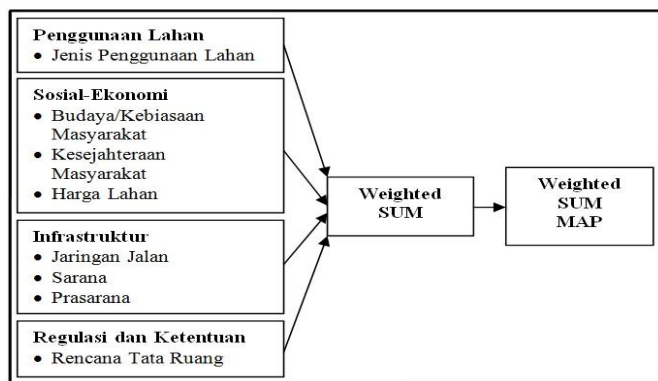 Penggunaan Lahan
• Jenis Penggunaan Lahan
Sosial-Ekonomi
• Budaya/Kebiasaan
Masyarakat
• Kesejahteraan
Masyarakat
• Harga Lahan
Infrastruktur
• Jaringan Jalan
• Sarana
• Prasarana
Regulasi dan Ketentuan
• Rencana Tata Ruang
Weighted
SUM
Weighted
SUM
MAP